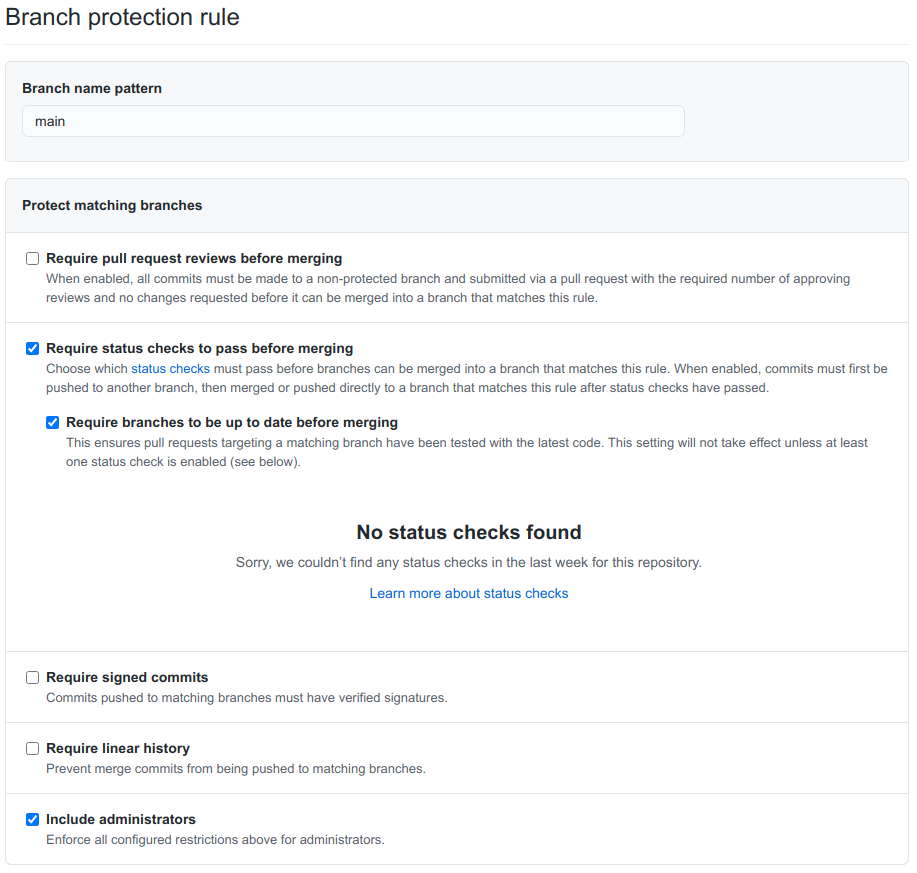 Branch protection rule
Branch name pattern
main
Protect matching branches
Require pull request reviews before merging
When enabled, all commits must be made to a non-protected branch and submitted via a pull request with the required number of approving
reviews and no changes requested before it can be merged into a branch that matches this rule.
Require status checks to pass before merging
Choose which status checks must pass before branches can be merged into a branch that matches this rule. When enabled, commits must first be
pushed to another branch, then merged or pushed directly to a branch that matches this rule after status checks have passed.
Require branches to be up to date before merging
This ensures pull requests targeting a matching branch have been tested with the latest code. This setting will not take effect unless at least
one status check is enabled (see below).
No status checks found
Sorry, we couldn’t find any status checks in the last week for this repository.
Learn more about status checks
Require signed commits
Commits pushed to matching branches must have verified signatures.
Require linear history
Prevent merge commits from being pushed to matching branches.
Include administrators
Enforce all configured restrictions above for administrators.